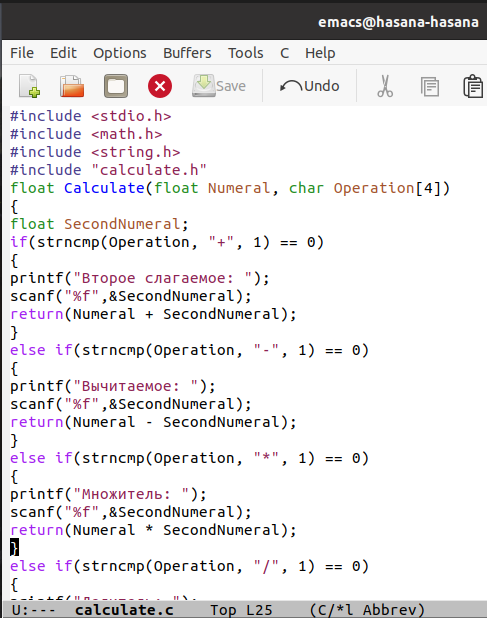 emacs@hasana-hasana
File Edit Options Buffers Tools C Help
Save Undo
#include <stdio.h>
#include <math.h>
#include <string.h>
#include "calculate.h"
float Calculate(float Numeral, char Operation[4])
{
float SecondNumeral;
if(strncmp(Operation, "+", 1) == 0)
{
printf("Второе слагаемое: ");
scanf("%f",&SecondNumeral);
return(Numeral + SecondNumeral);
}
else if(strncmp(Operation, "-", 1) == 0)
{
printf("Вычитаемое: ");
scanf("%f",&SecondNumeral);
return(Numeral - SecondNumeral);
}
else if(strncmp(Operation, "*", 1) == 0)
{
printf("Множитель: ");
scanf("%f",&SecondNumeral);
return(Numeral * SecondNumeral);
}
else if(strncmp(Operation, "/", 1) == 0)
{
U:--- calculate.c Top L25 (C/*l Abbrev)